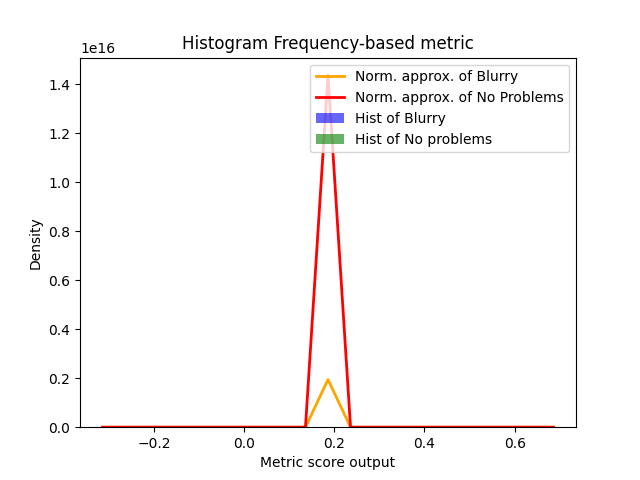 Histogram Frequency-based metric
1e16
Norm. approx. of Blurry
Norm. approx. of No Problems
Hist of Blurry
Hist of No problems
1.4
1.2
1.0
0.8
0.6
0.4
0.2
0.0
Density
−0.2 0.0 0.2 0.4 0.6
Metric score output